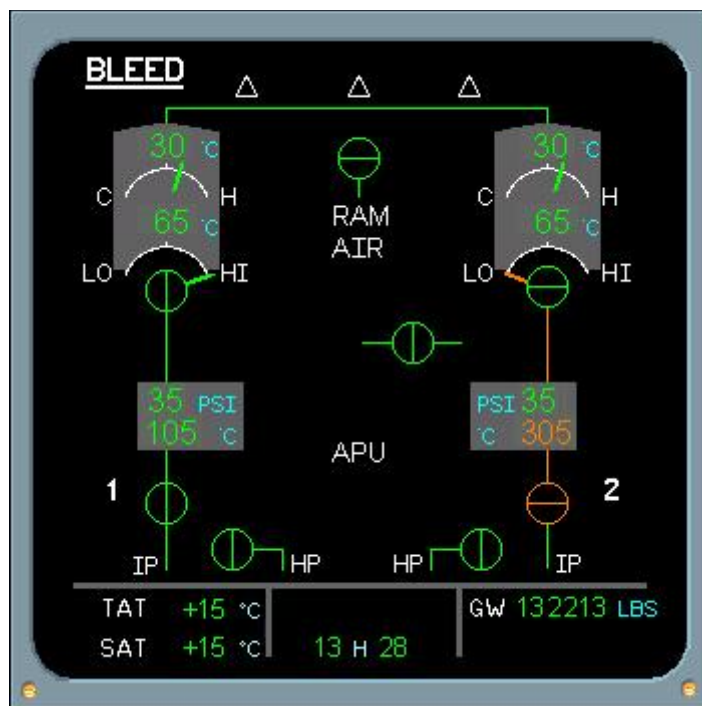 BLEED
30 °C 30 °C
C H C H
65 °C 65 °C
RAM
AIR
LO HI LO HI
35 PSI PSI 35
105 °C °C 305
APU
1 2
IP HP HP IP
TAT +15 °C GW 132213 LBS
SAT +15 °C 13 H 28